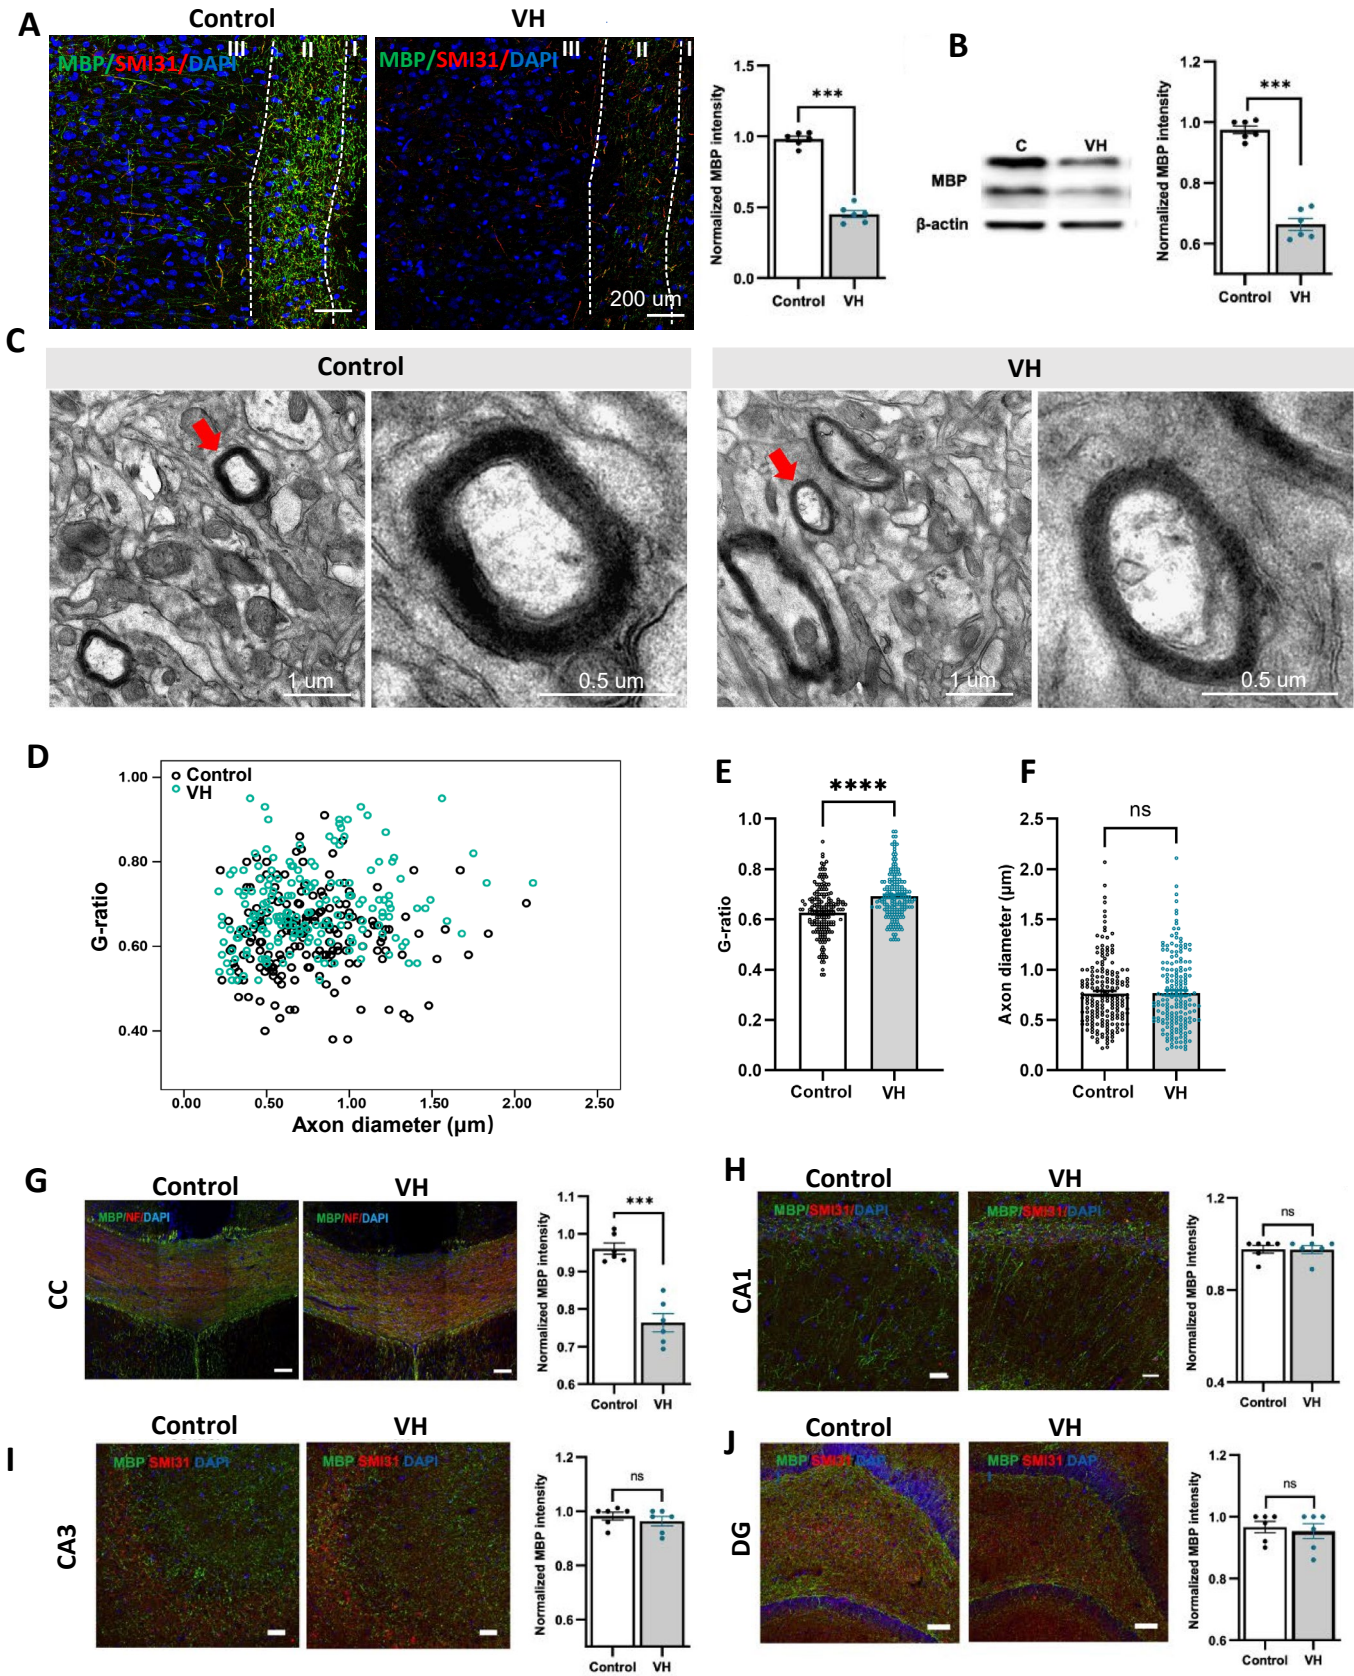 A
Control
VH
III
II
I
MBP/SMI31/DAPI
III
II
I
MBP/SMI31/DAPI
200 um
Normalized MBP intensity
1.5
1.0
0.5
0.0
***
Control
VH
B
C
VH
MBP
β-actin
Normalized MBP intensity
1.2
1.0
0.8
0.6
***
Control
VH
C
Control
VH
1 um
0.5 um
1 um
0.5 um
D
G-ratio
1.00
0.80
0.60
0.40
Control
VH
0.00
0.50
1.00
1.50
2.00
2.50
Axon diameter (μm)
E
G-ratio
1.0
0.8
0.6
0.4
0.2
0.0
****
Control
VH
F
Axon diameter (μm)
2.5
2.0
1.5
1.0
0.5
0.0
ns
Control
VH
G
Control
VH
CC
MBP/NF/DAPI
MBP/NF/DAPI
Normalized MBP intensity
1.1
1.0
0.9
0.8
0.7
0.6
***
Control
VH
H
Control
VH
CA1
MBP/SMI31/DAPI
MBP/SMI31/DAPI
Normalized MBP intensity
1.2
0.8
0.4
ns
Control
VH
I
Control
VH
CA3
MBP SMI31 DAPI
MBP SMI31 DAPI
Normalized MBP intensity
1.2
1.0
0.8
0.6
ns
Control
VH
J
Control
VH
DG
MBP SMI31 DAPI
MBP SMI31 DAP
I
Normalized MBP intensity
1.2
1.0
0.8
0.6
ns
Control
VH